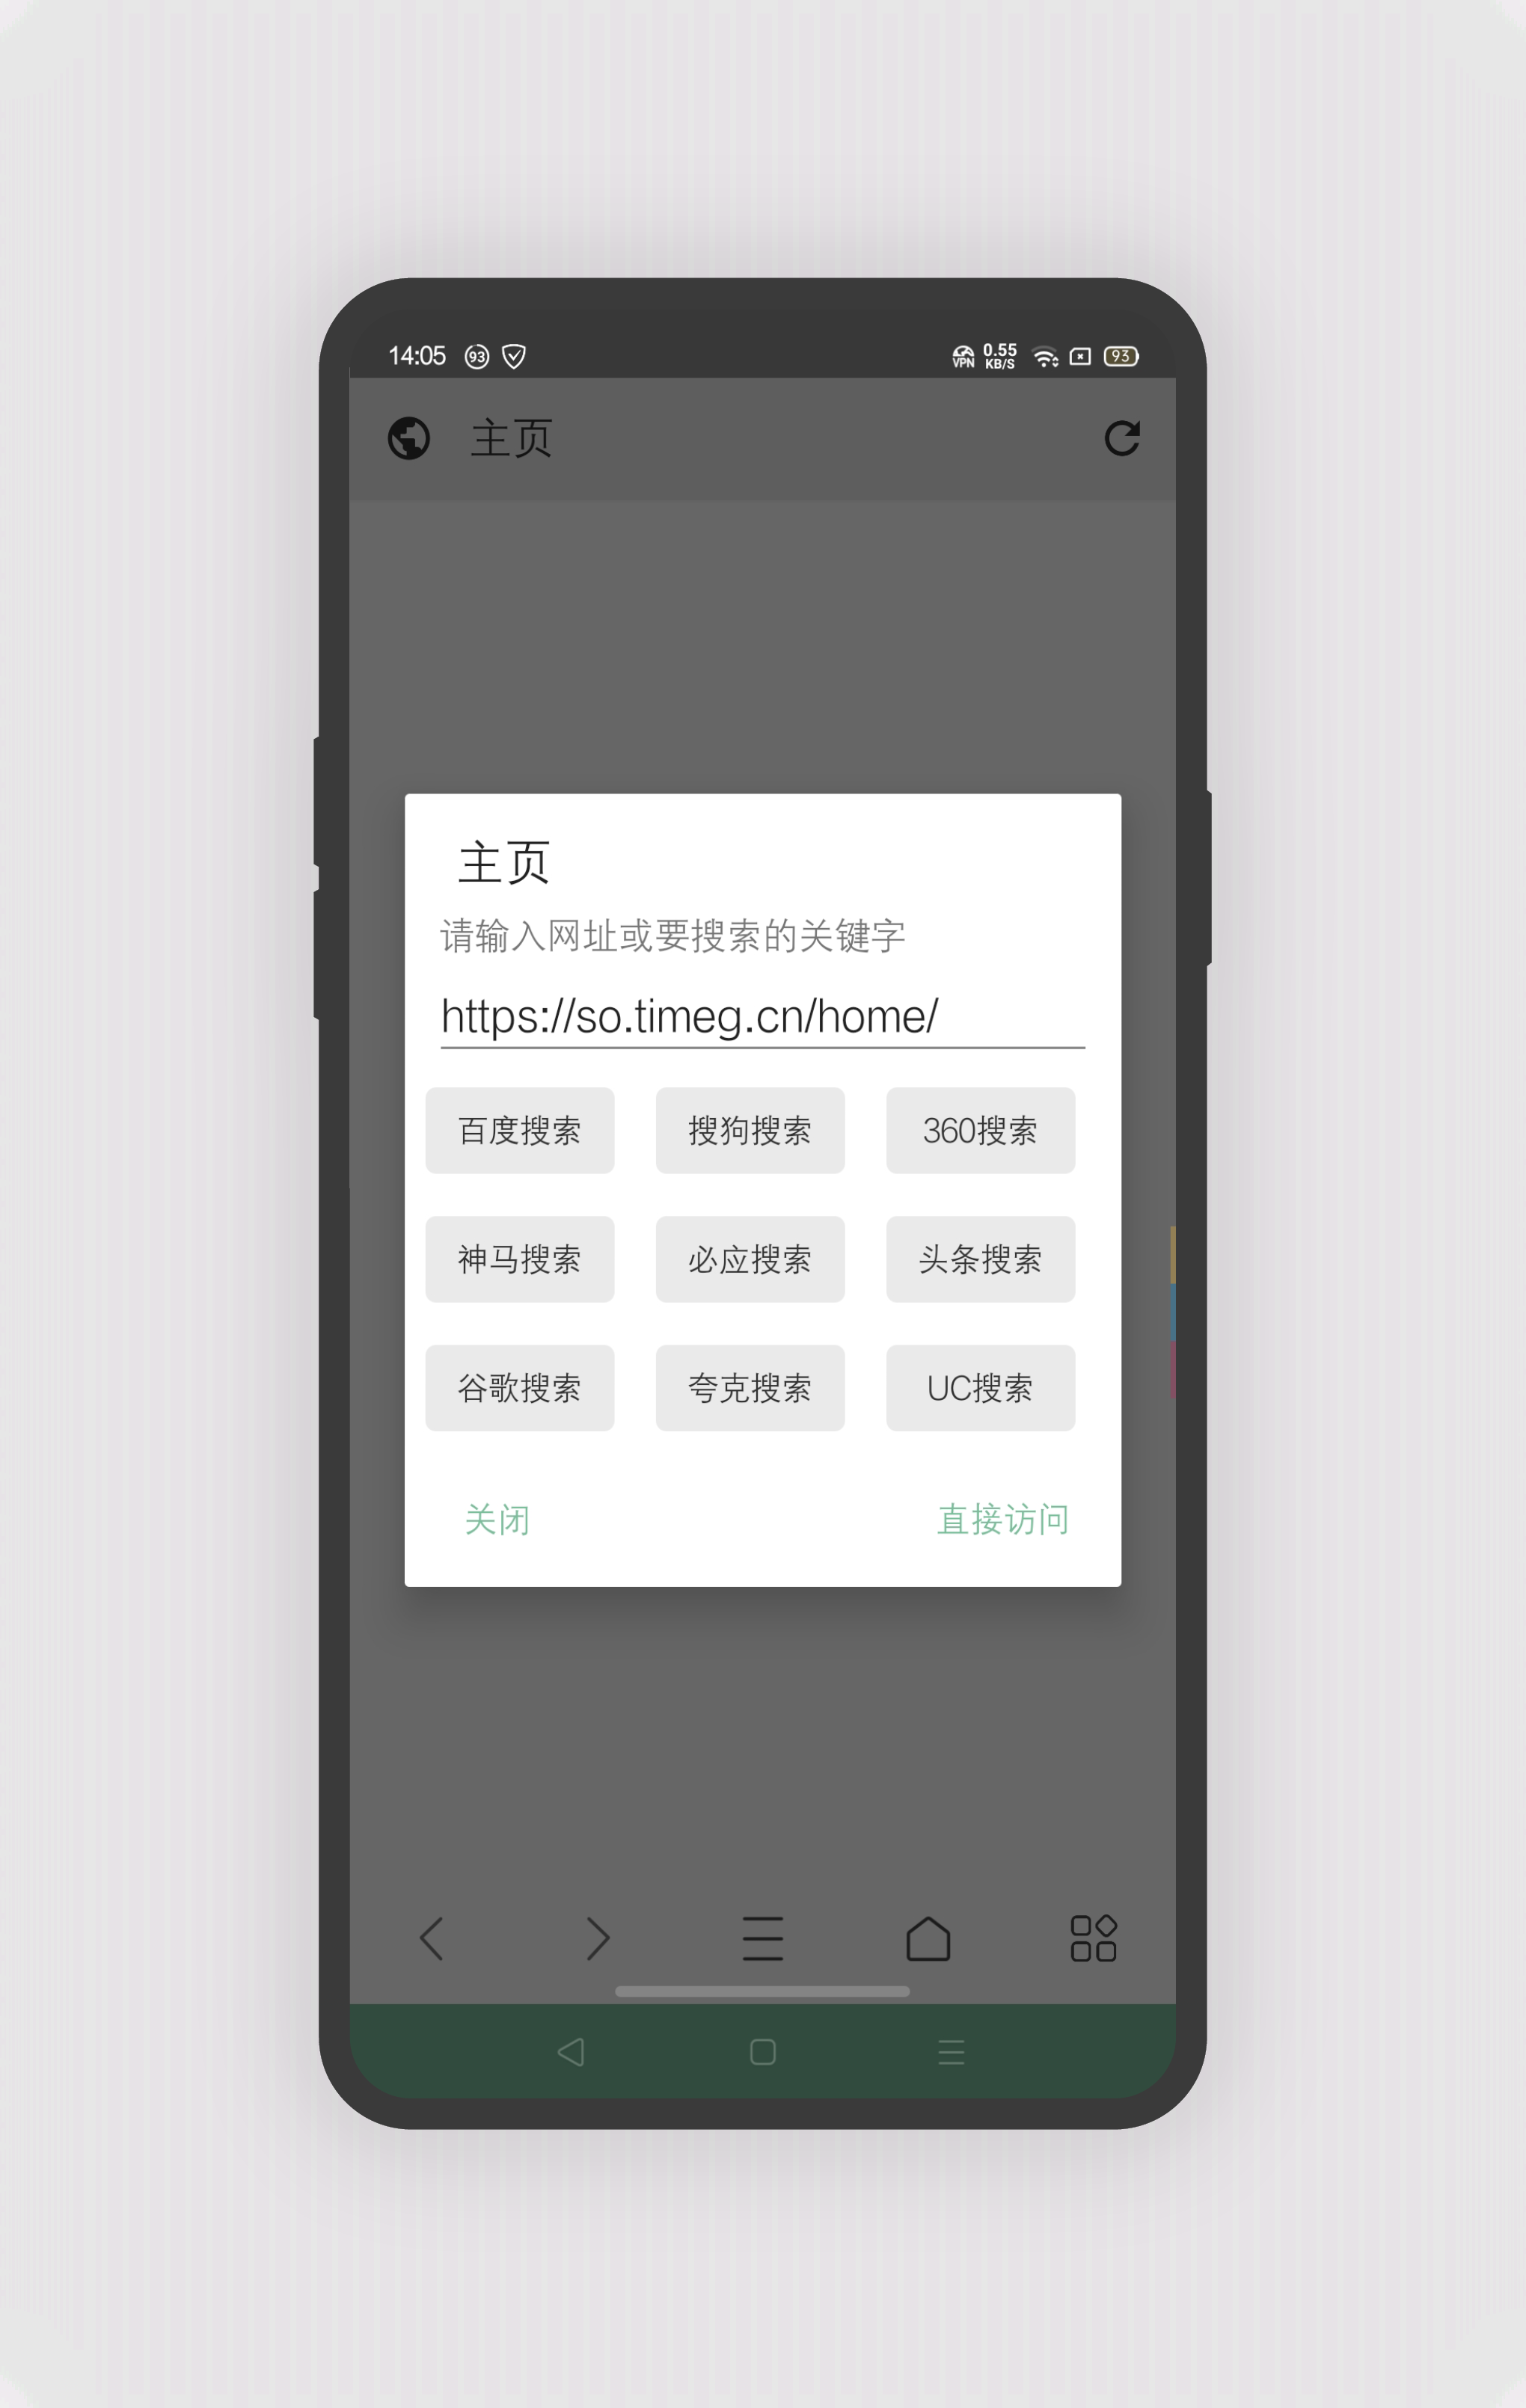 14:05 93 VPN 0.55 KB/S 93
主页
主页
请输入网址或要搜索的关键字
https://so.timeg.cn/home/
百度搜索 搜狗搜索 360搜索
神马搜索 必应搜索 头条搜索
谷歌搜索 夸克搜索 UC搜索
关闭 直接访问